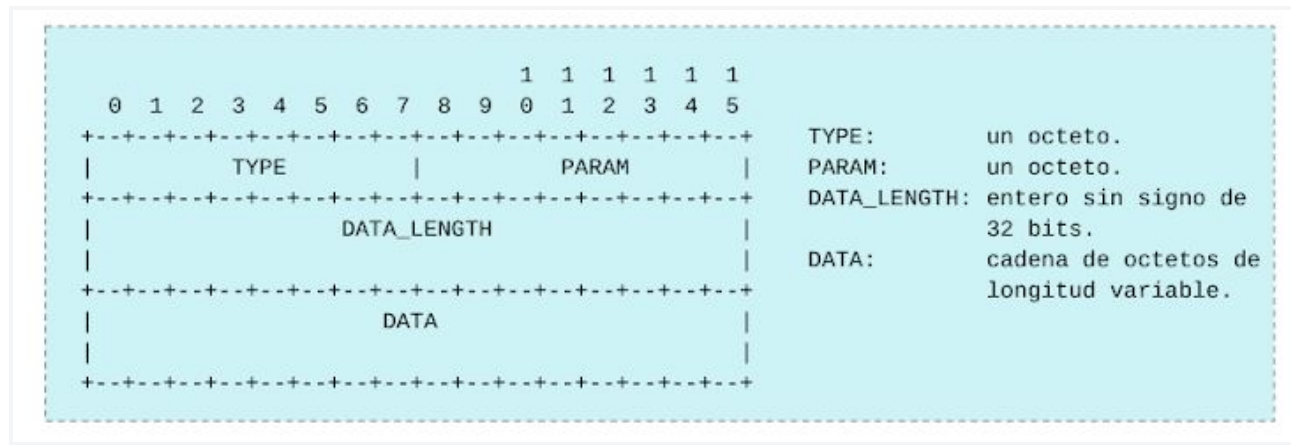 1  1  1  1  1  1
  0  1  2  3  4  5  6  7  8  9  0  1  2  3  4  5
+--+--+--+--+--+--+--+--+--+--+--+--+--+--+--+--+   TYPE:        un octeto.
|         TYPE          |         PARAM         |   PARAM:       un octeto.
+--+--+--+--+--+--+--+--+--+--+--+--+--+--+--+--+   DATA_LENGTH: entero sin signo de
|                  DATA_LENGTH                  |                32 bits.
|                                               |   DATA:        cadena de octetos de
+--+--+--+--+--+--+--+--+--+--+--+--+--+--+--+--+                longitud variable.
|                     DATA                      |
|                                               |
+--+--+--+--+--+--+--+--+--+--+--+--+--+--+--+--+